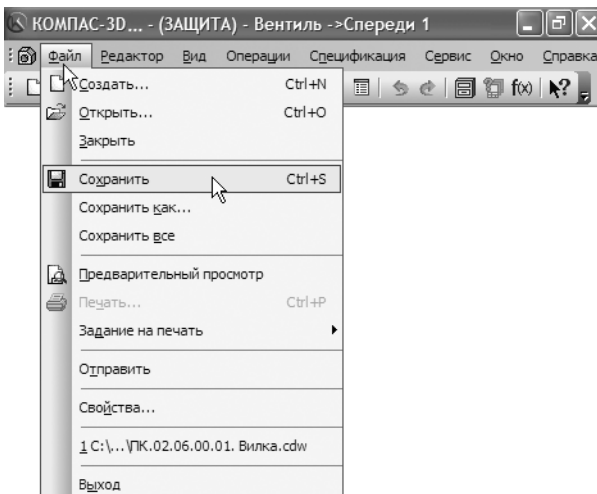 КОМПАС-3D... - (ЗАЩИТА) - Вентиль ->Спереди 1
Файл Редактор Вид Операции Спецификация Сервис Окно Справка
f(x)
Создать... Ctrl+N
Открыть... Ctrl+O
Закрыть
Сохранить Ctrl+S
Сохранить как...
Сохранить все
Предварительный просмотр
Печать... Ctrl+P
Задание на печать
Отправить
Свойства...
1 C:\...\ПК.02.06.00.01. Вилка.cdw
Выход